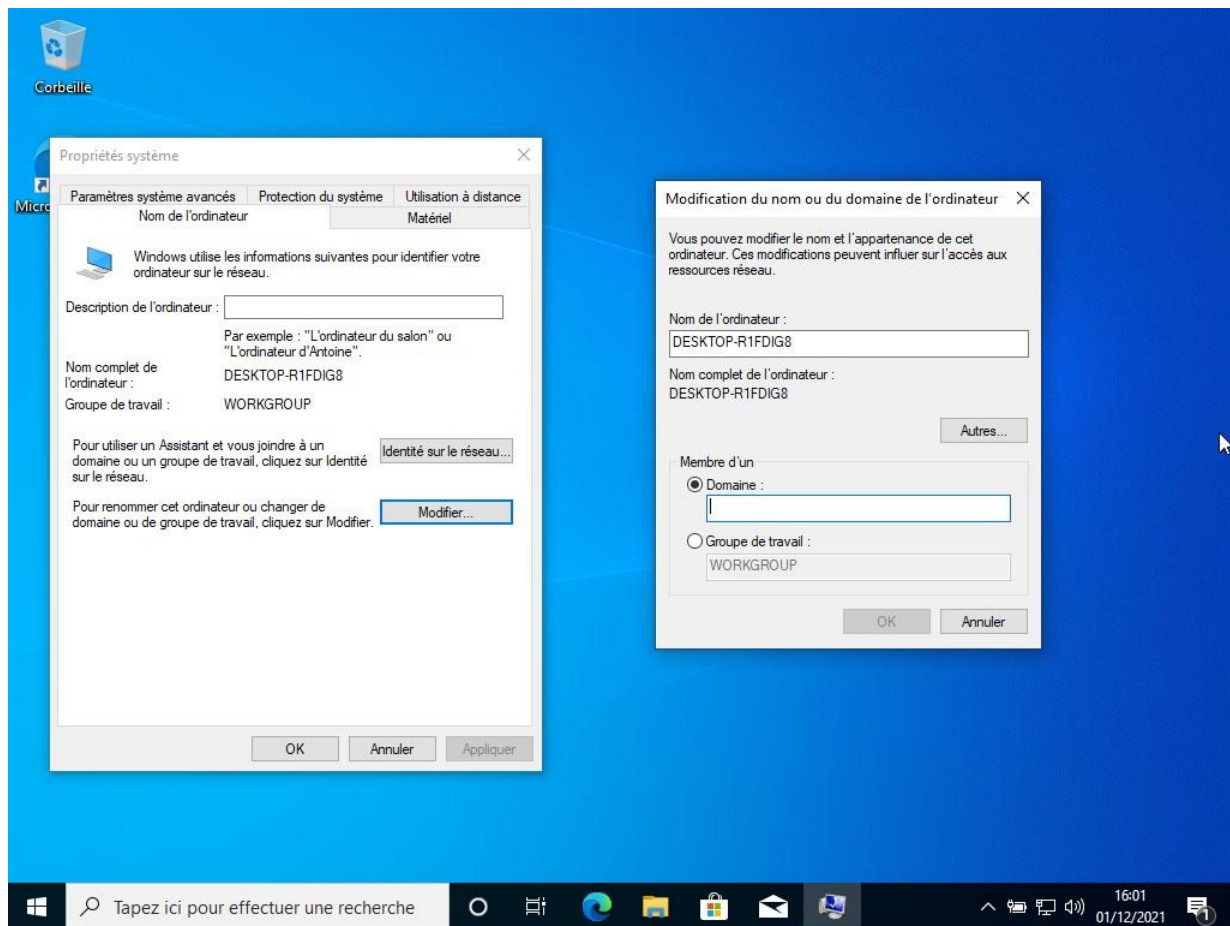 Corbeille
Micro
Propriétés système
Paramètres système avancés
Protection du système
Utilisation à distance
Nom de l'ordinateur
Matériel
Windows utilise les informations suivantes pour identifier votre
ordinateur sur le réseau.
Description de l'ordinateur :
Par exemple : "L'ordinateur du salon" ou
"L'ordinateur d'Antoine".
Nom complet de
l'ordinateur :
DESKTOP-R1FDIG8
Groupe de travail :
WORKGROUP
Pour utiliser un Assistant et vous joindre à un
domaine ou un groupe de travail, cliquez sur Identité
sur le réseau.
Identité sur le réseau...
Pour renommer cet ordinateur ou changer de
domaine ou de groupe de travail, cliquez sur Modifier.
Modifier...
OK
Annuler
Appliquer
Modification du nom ou du domaine de l'ordinateur
Vous pouvez modifier le nom et l'appartenance de cet
ordinateur. Ces modifications peuvent influer sur l'accès aux
ressources réseau.
Nom de l'ordinateur :
DESKTOP-R1FDIG8
Nom complet de l'ordinateur :
DESKTOP-R1FDIG8
Autres...
Membre d'un
Domaine :
Groupe de travail :
WORKGROUP
OK
Annuler
Tapez ici pour effectuer une recherche
16:01
01/12/2021
1